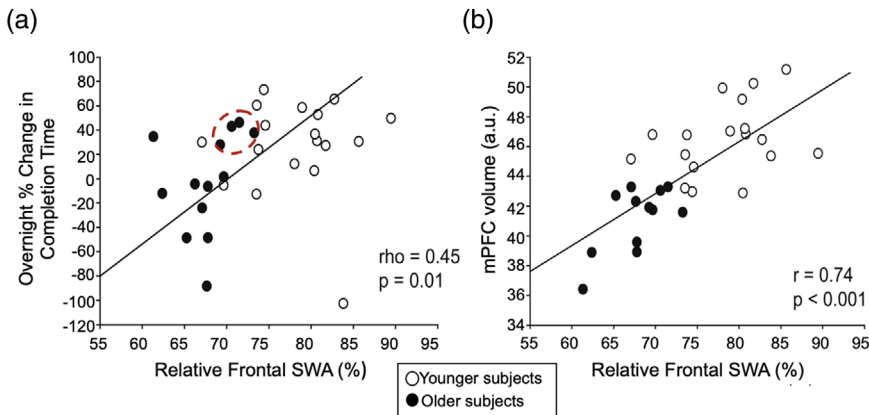 (a)
Overnight % Change in
Completion Time
100
80
60
40
20
0
-20
-40
-60
-80
-100
-120
rho = 0.45
p = 0.01
55 60 65 70 75 80 85 90 95
Relative Frontal SWA (%)
(b)
mPFC volume (a.u.)
52
50
48
46
44
42
40
38
36
34
r = 0.74
p < 0.001
55 60 65 70 75 80 85 90 95
Relative Frontal SWA (%)
Younger subjects
Older subjects